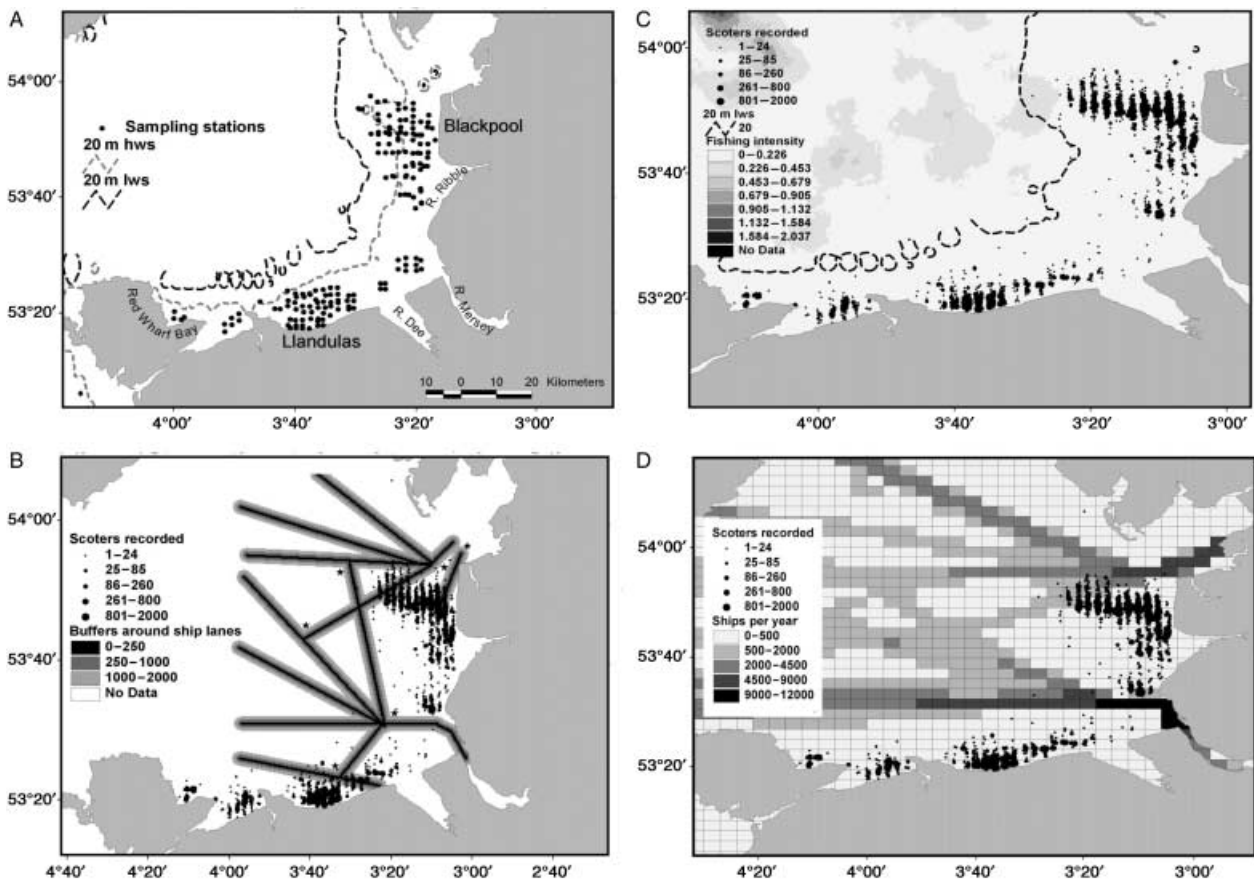 A
54°00′
53°40′
53°20′
Sampling stations
20 m hws
20 m lws
Blackpool
R. Ribble
R. Mersey
R. Dee
Red Wharf Bay
Llandulas
10 0 10 20 Kilometers
4°00′ 3°40′ 3°20′ 3°00′
C
Scoters recorded
1–24
25–85
86–260
261–800
801–2000
20 m lws
20
Fishing intensity
0–0.226
0.226–0.453
0.453–0.679
0.679–0.905
0.905–1.132
1.132–1.584
1.584–2.037
No Data
54°00′
53°40′
53°20′
4°00′ 3°40′ 3°20′ 3°00′
B
54°00′
53°40′
53°20′
Scoters recorded
1–24
25–85
86–260
261–800
801–2000
Buffers around ship lanes
0–250
250–1000
1000–2000
No Data
4°40′ 4°20′ 4°00′ 3°40′ 3°20′ 3°00′ 2°40′
D
54°00′
53°40′
53°20′
Scoters recorded
1–24
25–85
86–260
261–800
801–2000
Ships per year
0–500
500–2000
2000–4500
4500–9000
9000–12000
4°20′ 4°00′ 3°40′ 3°20′ 3°00′